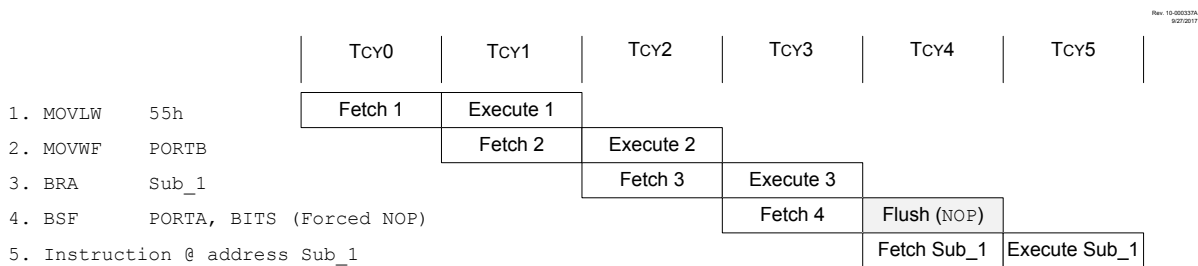 Rev. 10-000337A
9/27/2017
TCY0 TCY1 TCY2 TCY3 TCY4 TCY5
1. MOVLW 55h Fetch 1 Execute 1
2. MOVWF PORTB Fetch 2 Execute 2
3. BRA Sub_1 Fetch 3 Execute 3
4. BSF PORTA, BITS (Forced NOP) Fetch 4 Flush (NOP)
5. Instruction @ address Sub_1 Fetch Sub_1 Execute Sub_1